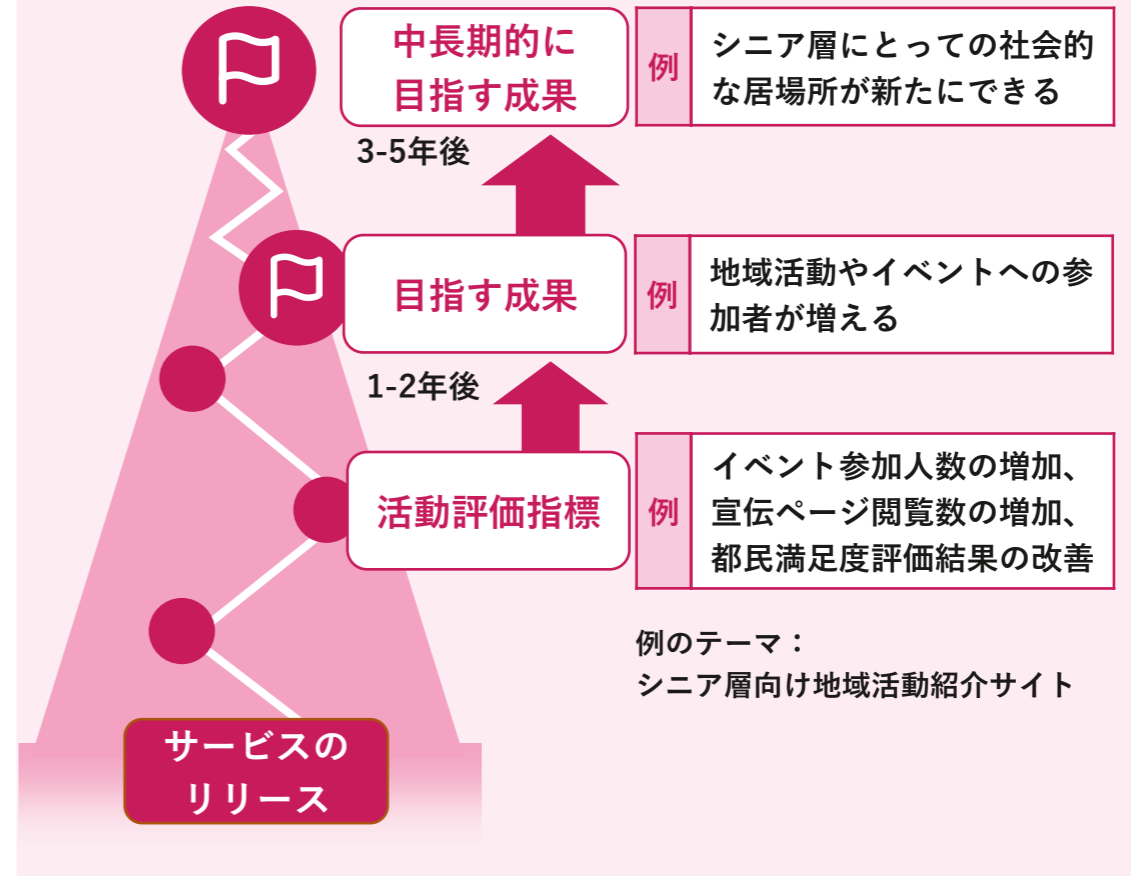 中長期的に
目指す成果
例
シニア層にとっての社会的
な居場所が新たにできる
3-5年後
目指す成果
例
地域活動やイベントへの参
加者が増える
1-2年後
活動評価指標
例
イベント参加人数の増加、
宣伝ページ閲覧数の増加、
都民満足度評価結果の改善
例のテーマ：
シニア層向け地域活動紹介サイト
サービスの
リリース